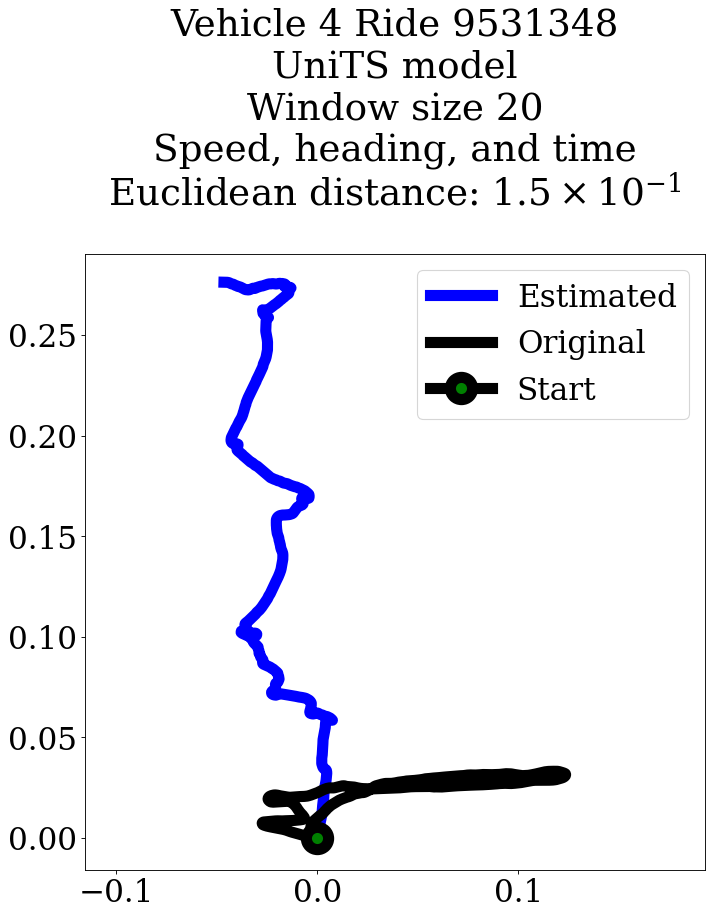 Vehicle 4 Ride 9531348
UniTS model
Window size 20
Speed, heading, and time
Euclidean distance: 1.5 × 10⁻¹
Estimated
Original
Start
0.25
0.20
0.15
0.10
0.05
0.00
−0.1 0.0 0.1